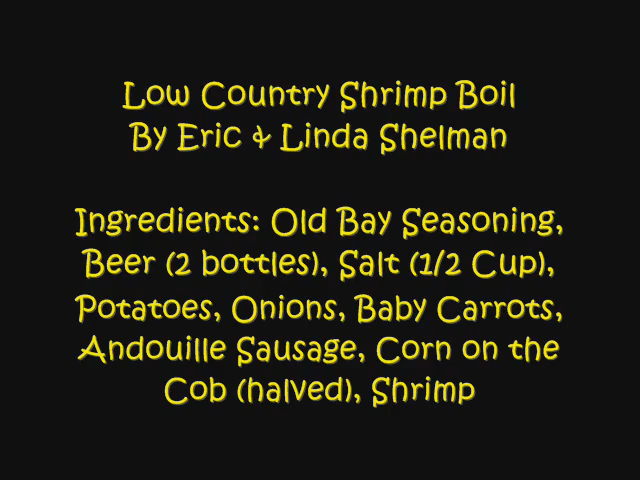 Low Country Shrimp Boil
By Eric & Linda Shelman
Ingredients: Old Bay Seasoning,
Beer (2 bottles), Salt (1/2 Cup),
Potatoes, Onions, Baby Carrots,
Andouille Sausage, Corn on the
Cob (halved), Shrimp